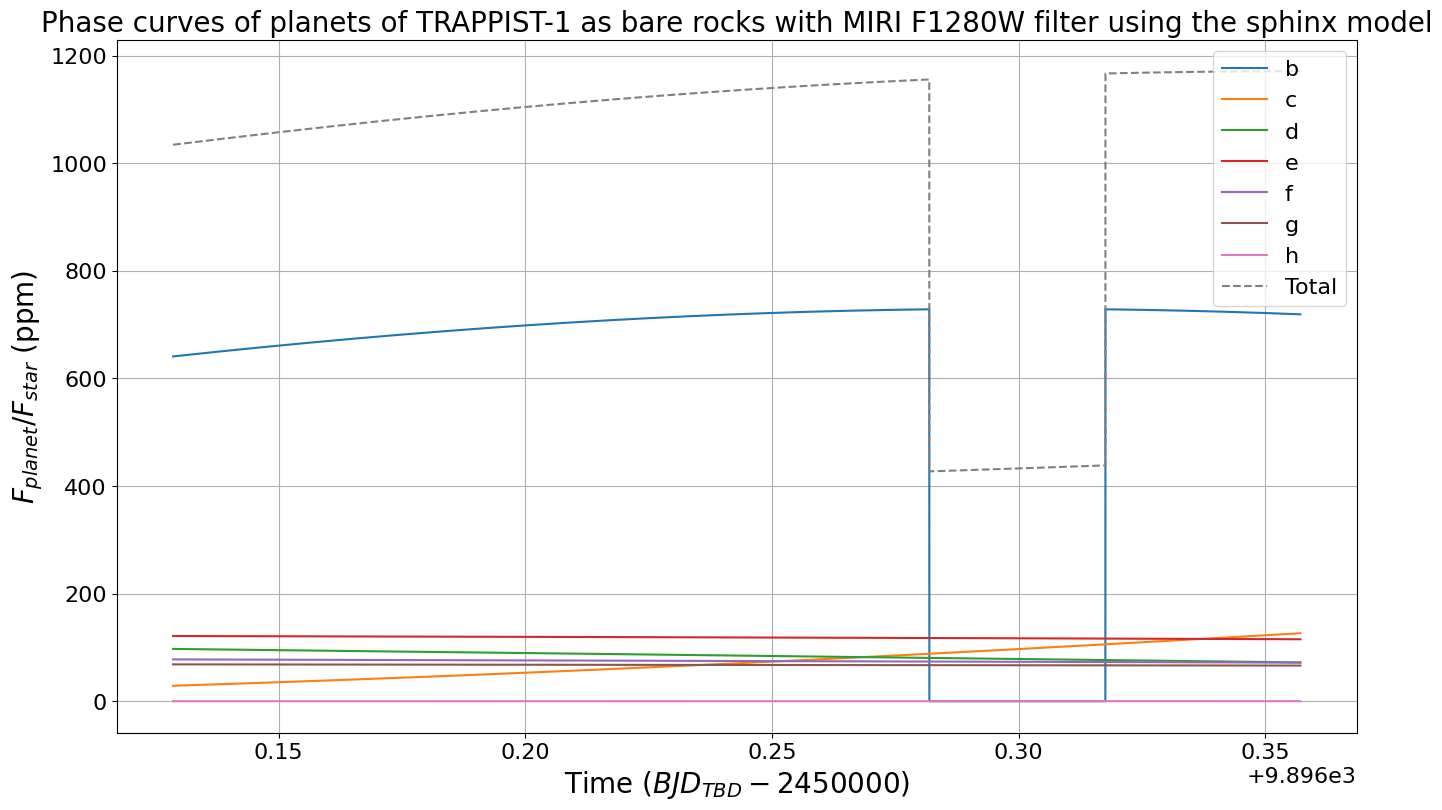 Phase curves of planets of TRAPPIST-1 as bare rocks with MIRI F1280W filter using the sphinx model
1200
1000
800
600
400
200
0
F_planet/F_star (ppm)
b
c
d
e
f
g
h
Total
0.15
0.20
0.25
0.30
0.35
+9.896e3
Time (BJD_TBD − 2450000)